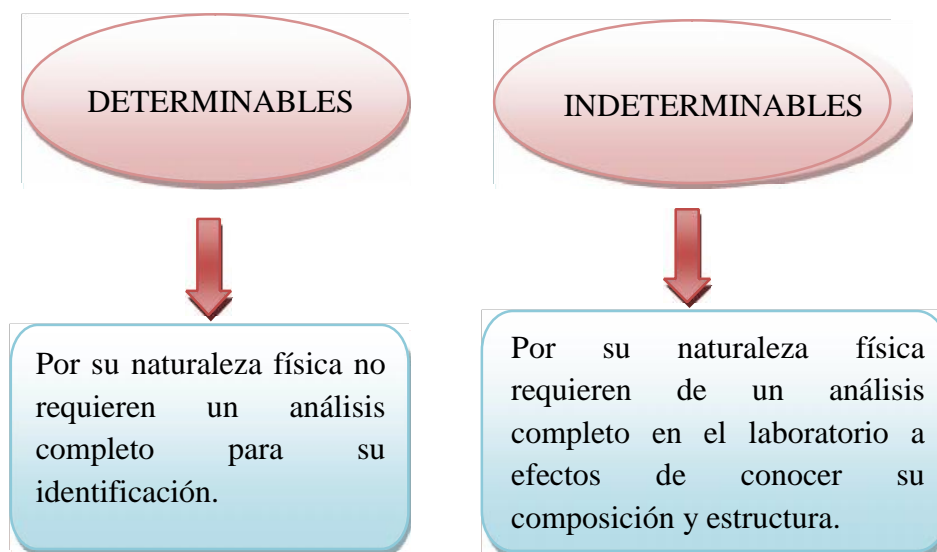 DETERMINABLES
Por su naturaleza física no
requieren un análisis
completo para su
identificación.
INDETERMINABLES
Por su naturaleza física
requieren de un análisis
completo en el laboratorio a
efectos de conocer su
composición y estructura.